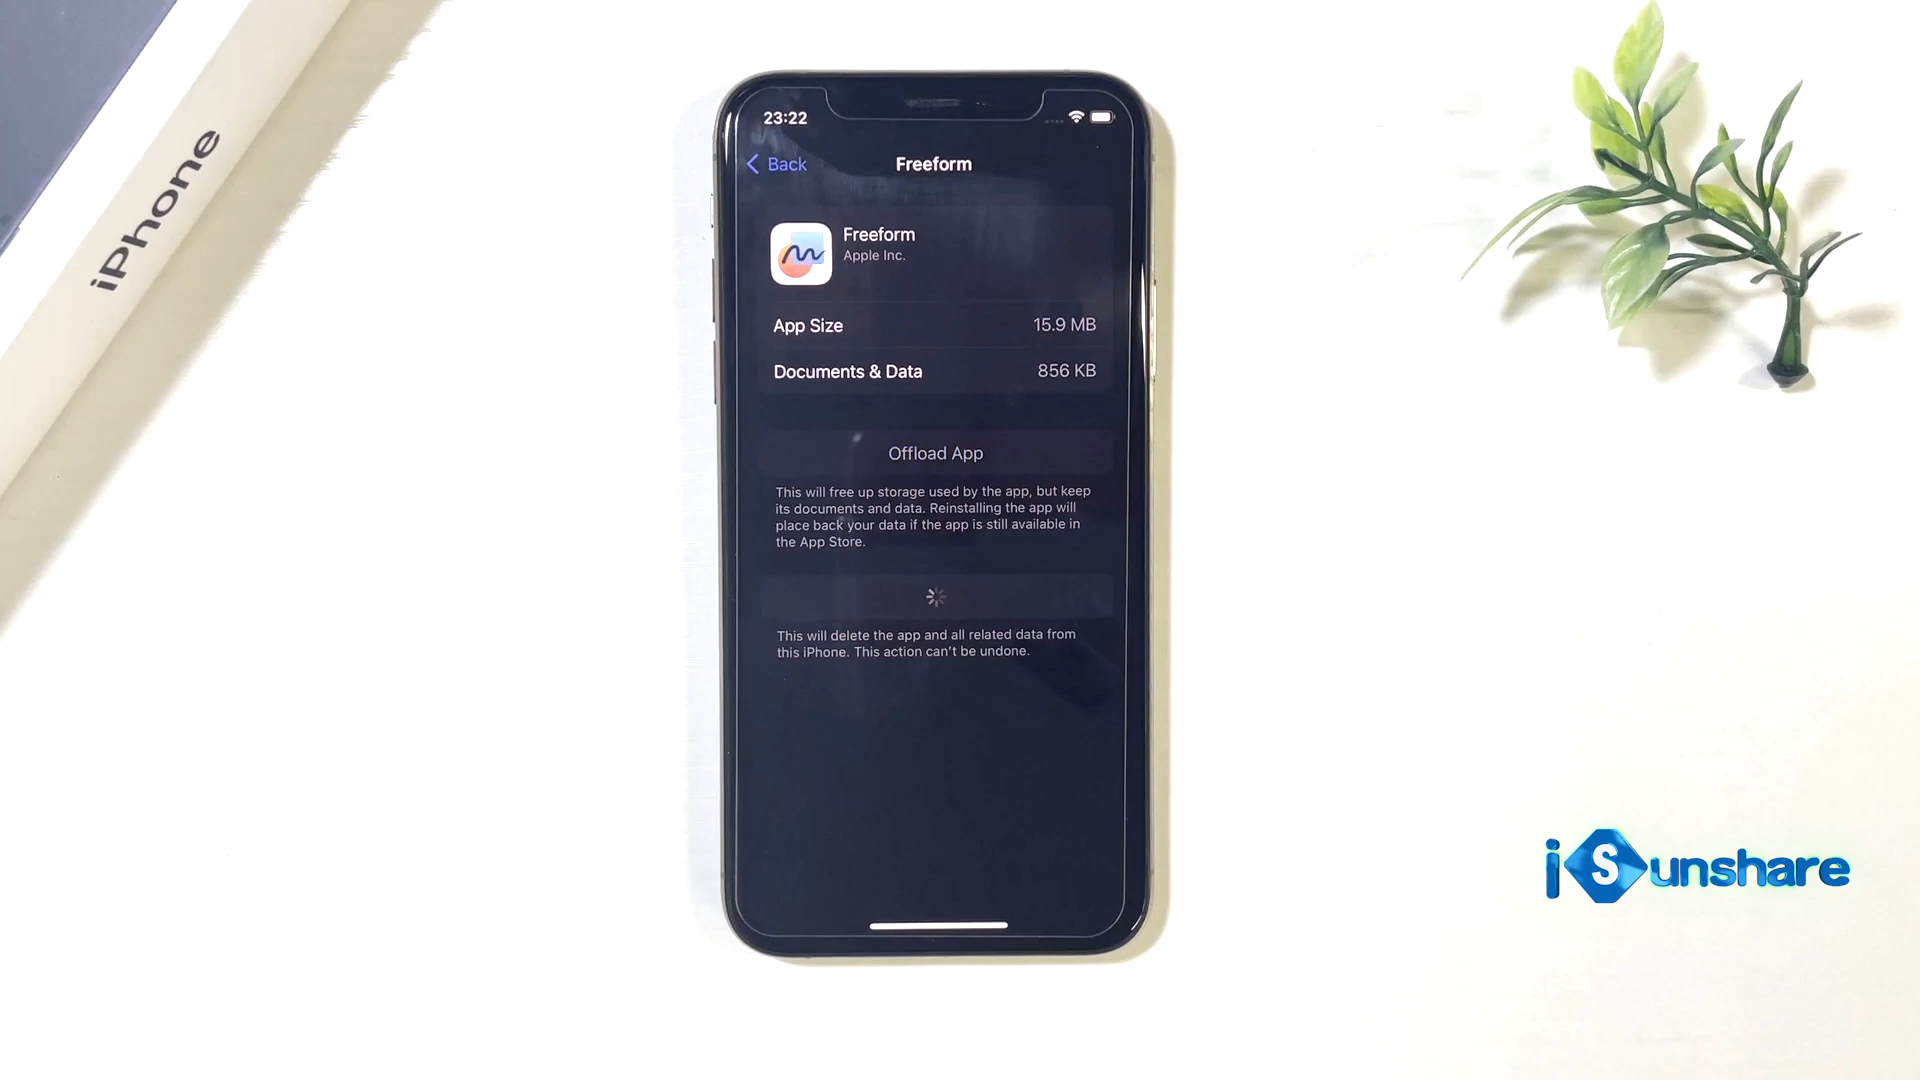 iPhone
23:22
Back
Freeform
Freeform
Apple Inc.
App Size
15.9 MB
Documents & Data
856 KB
Offload App
This will free up storage used by the app, but keep
its documents and data. Reinstalling the app will
place back your data if the app is still available in
the App Store.
This will delete the app and all related data from
this iPhone. This action can't be undone.
iSunshare